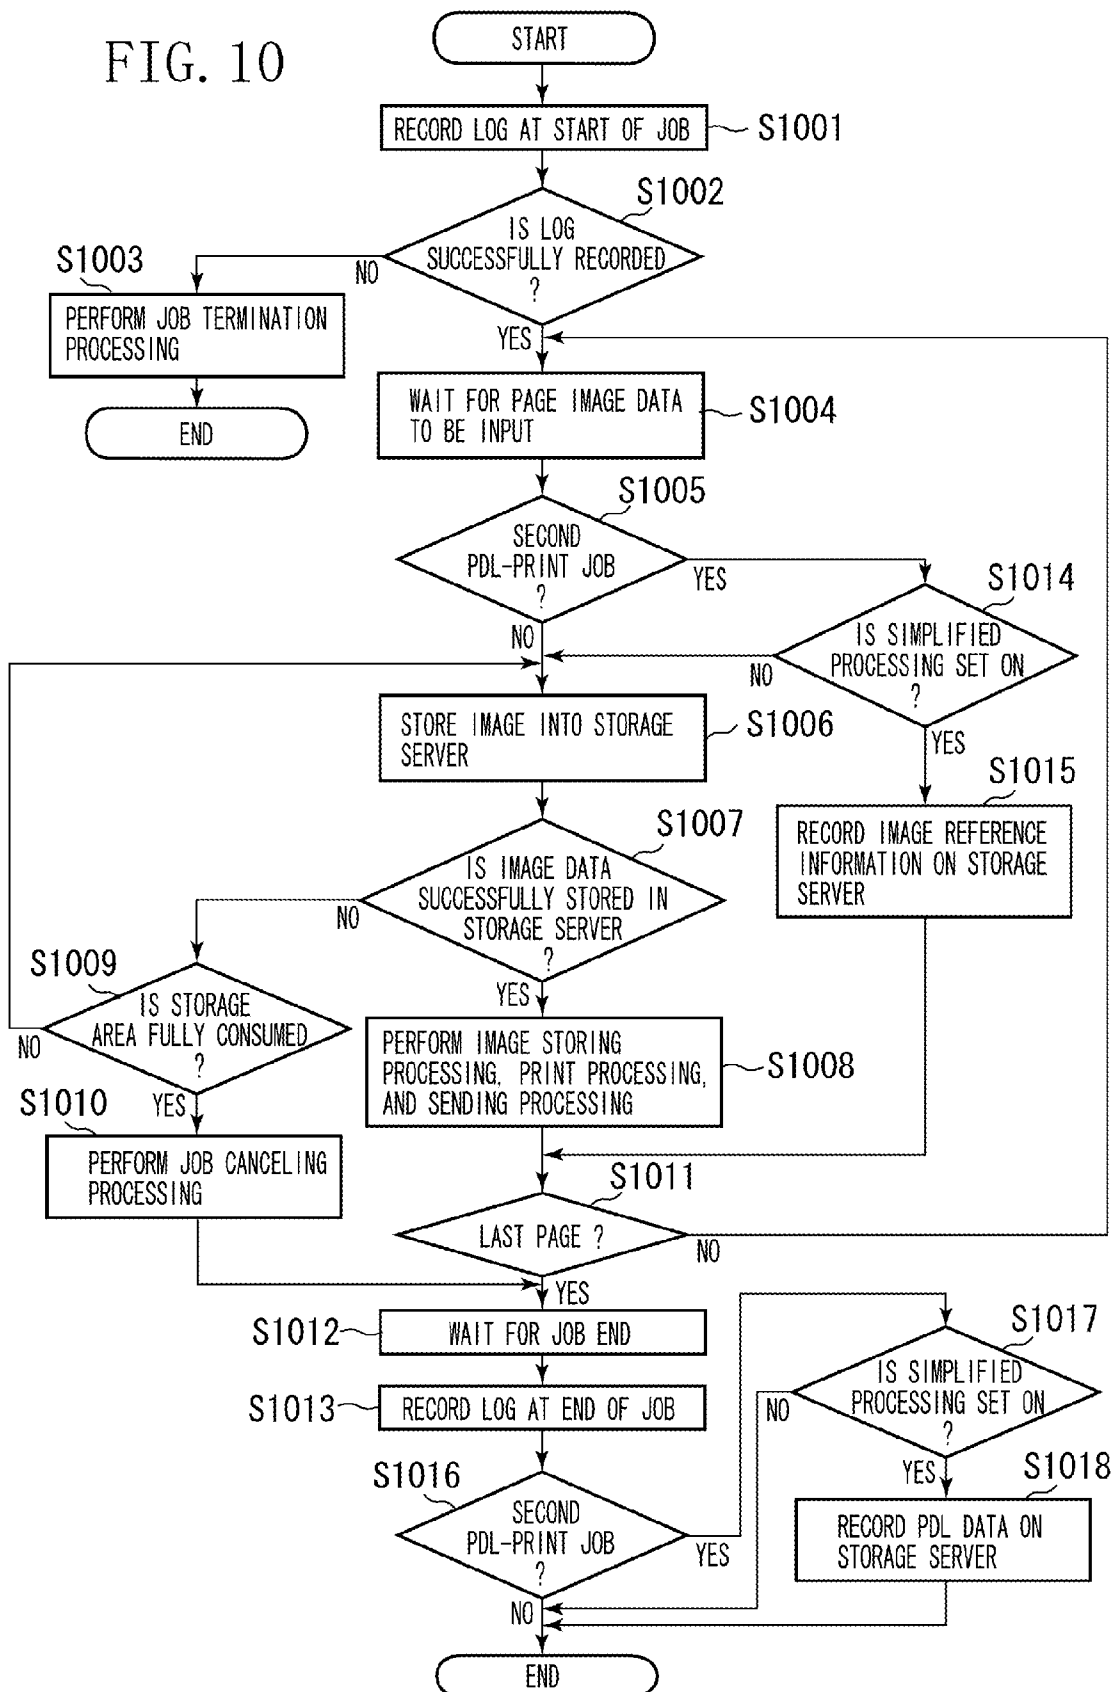 FIG. 10
START
RECORD LOG AT START OF JOB
S1001
S1002
IS LOG
SUCCESSFULLY RECORDED
?
NO
YES
S1003
PERFORM JOB TERMINATION
PROCESSING
END
WAIT FOR PAGE IMAGE DATA
TO BE INPUT
S1004
S1005
SECOND
PDL-PRINT JOB
?
YES
NO
S1014
IS SIMPLIFIED
PROCESSING SET ON
?
NO
YES
STORE IMAGE INTO STORAGE
SERVER
S1006
S1015
RECORD IMAGE REFERENCE
INFORMATION ON STORAGE
SERVER
S1007
IS IMAGE DATA
SUCCESSFULLY STORED IN
STORAGE SERVER
?
NO
YES
S1009
IS STORAGE
AREA FULLY CONSUMED
?
NO
YES
PERFORM IMAGE STORING
PROCESSING, PRINT PROCESSING,
AND SENDING PROCESSING
S1008
S1010
PERFORM JOB CANCELING
PROCESSING
S1011
LAST PAGE ?
NO
YES
S1012
WAIT FOR JOB END
S1013
RECORD LOG AT END OF JOB
S1016
SECOND
PDL-PRINT JOB
?
YES
NO
S1017
IS SIMPLIFIED
PROCESSING SET ON
?
NO
YES
S1018
RECORD PDL DATA ON
STORAGE SERVER
END